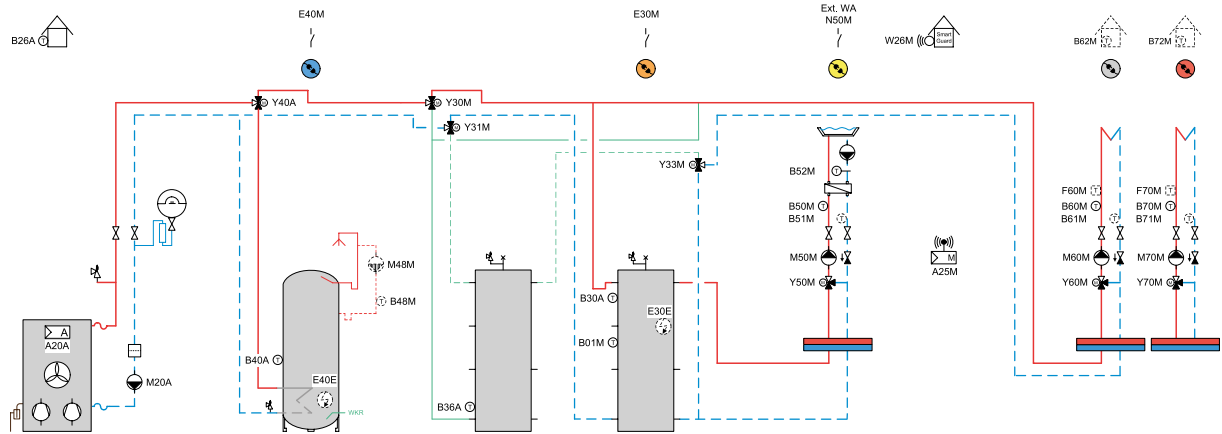 E40M
E30M
Ext. WA
N50M
B26A T
W26M
Smart
Guard
B62M T
B72M T
M Y40A
M Y30M
Y31M M
Y33M M
B52M T
F60M T
F70M T
B50M T
B60M T
B70M T
B51M T
B61M T
B71M T
M50M
M60M
M70M
M48M
M
A25M
Y50M M
Y60M M
Y70M M
T B48M
B30A T
E30E
A
A20A
B01M T
B40A T
E40E
M20A
B36A T
WKR